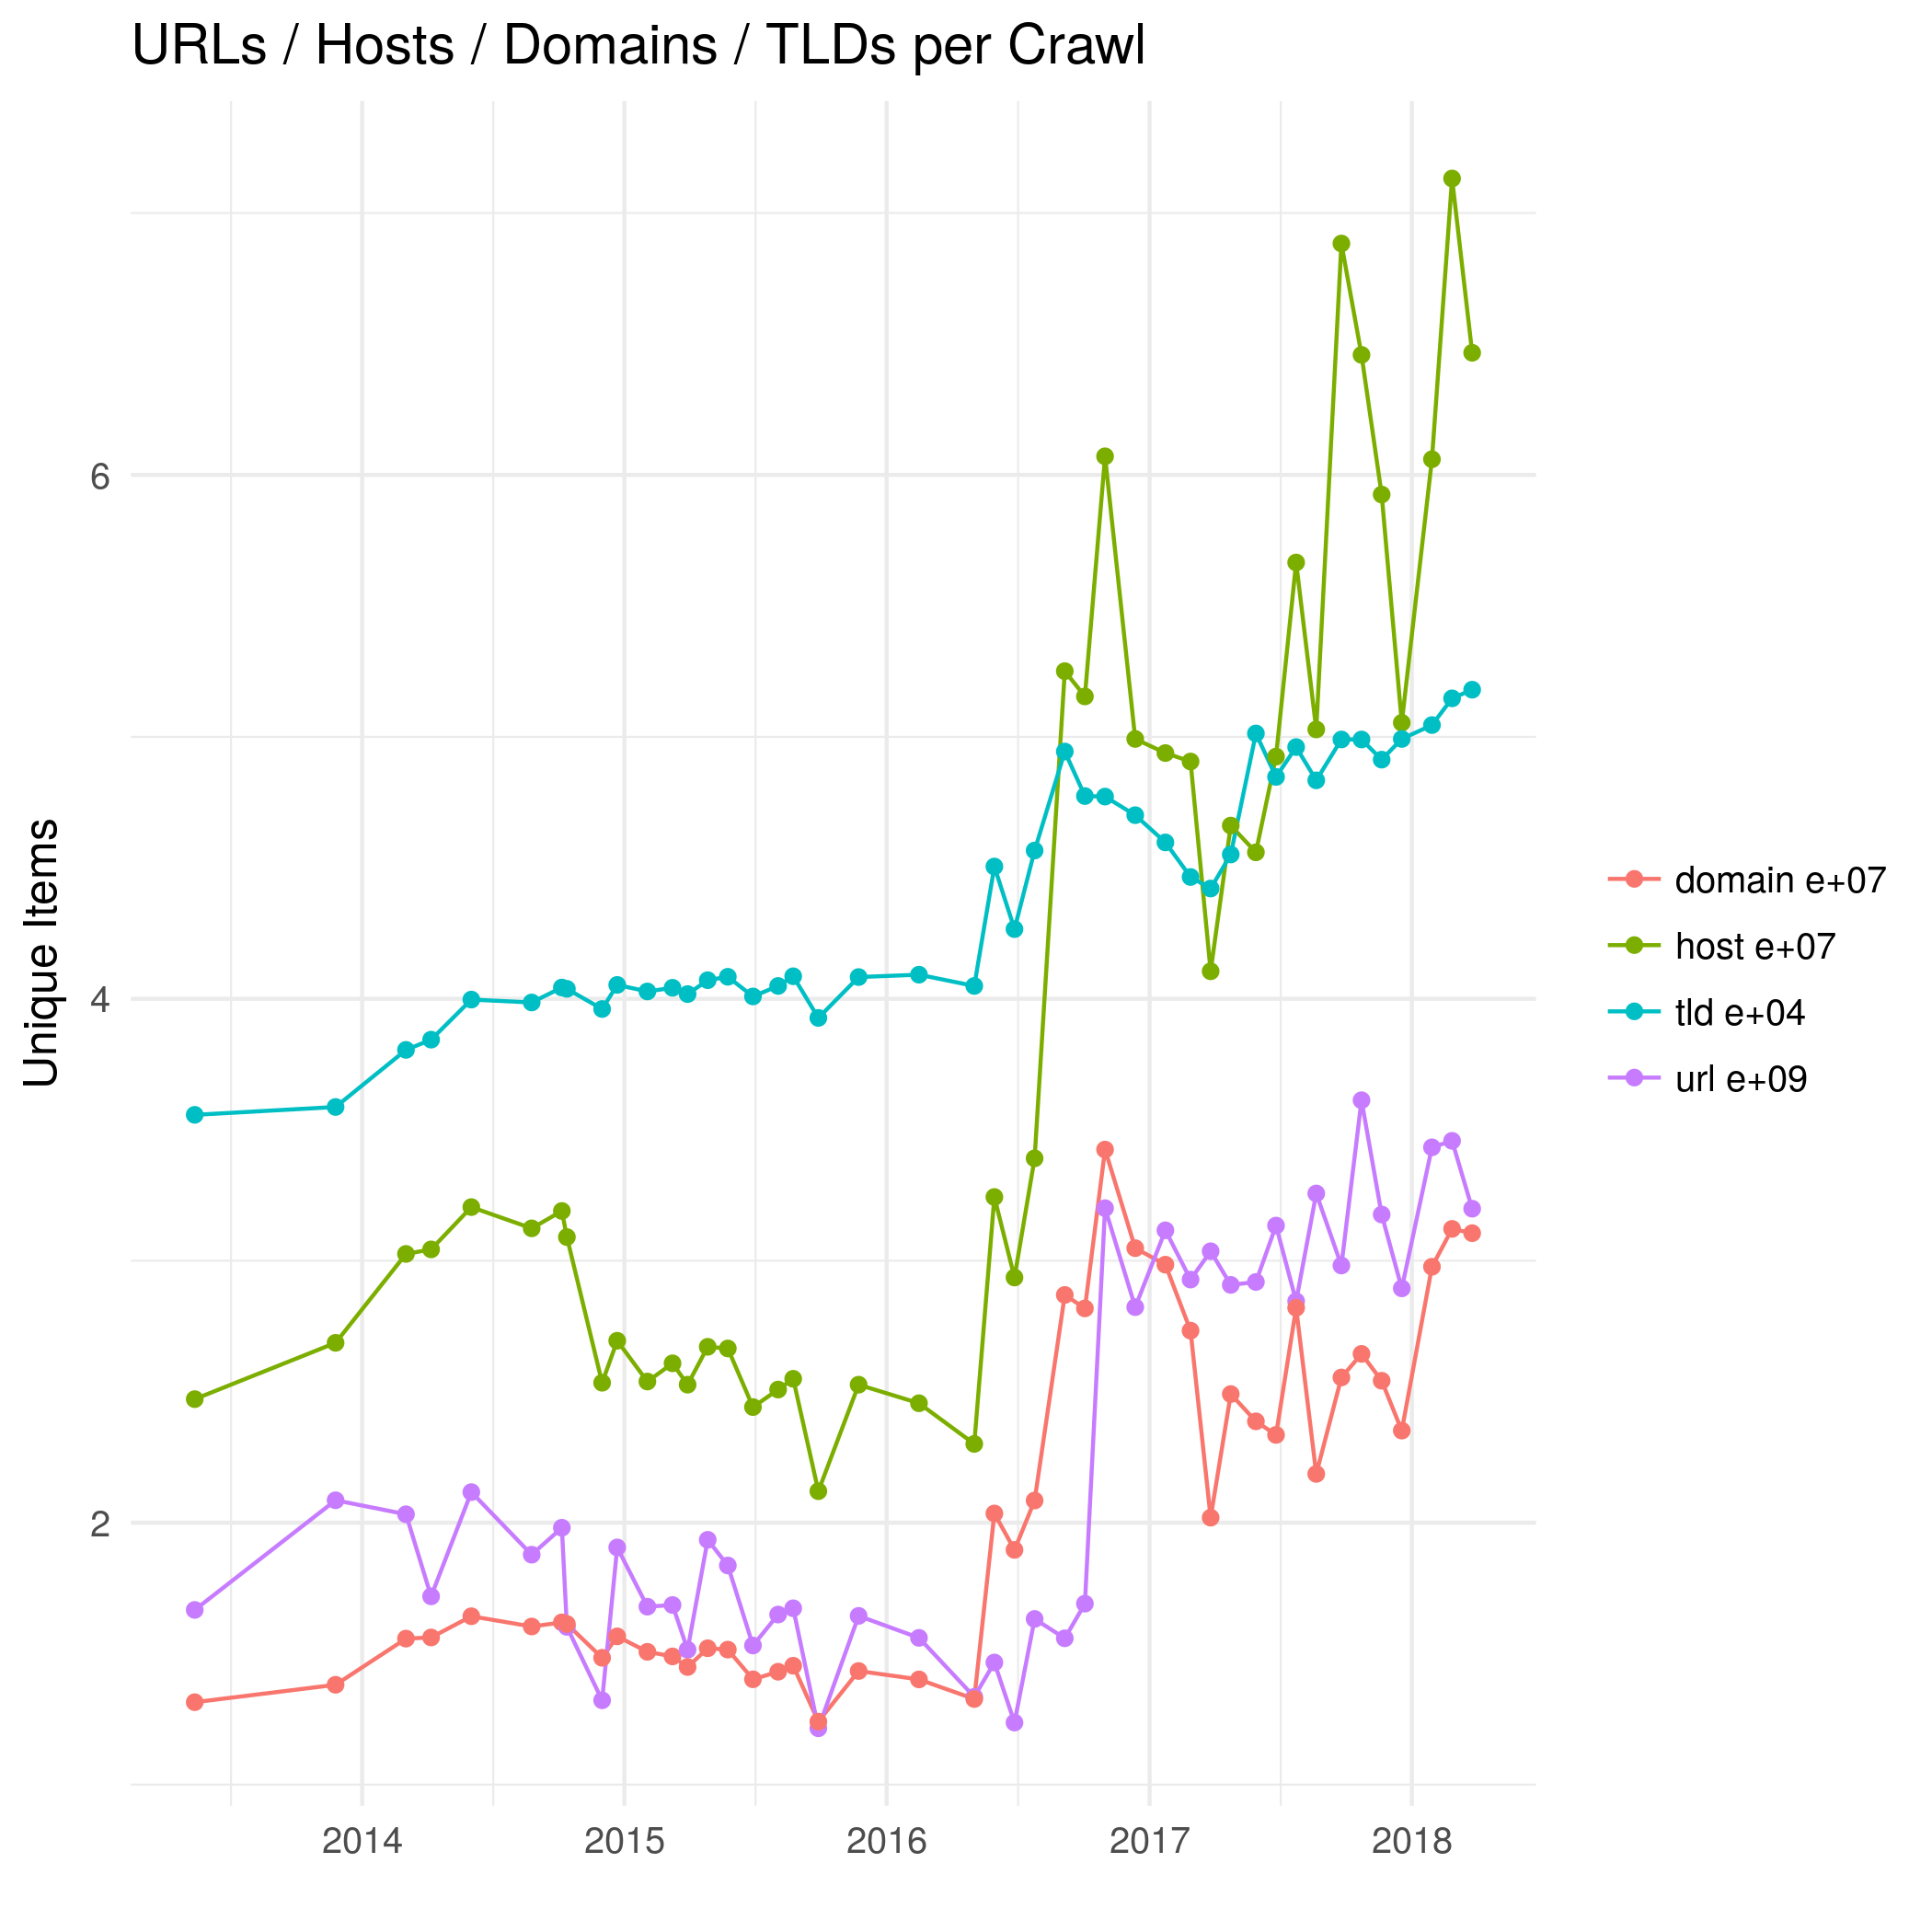 URLs / Hosts / Domains / TLDs per Crawl
Unique Items
6
4
2
2014
2015
2016
2017
2018
domain e+07
host e+07
tld e+04
url e+09